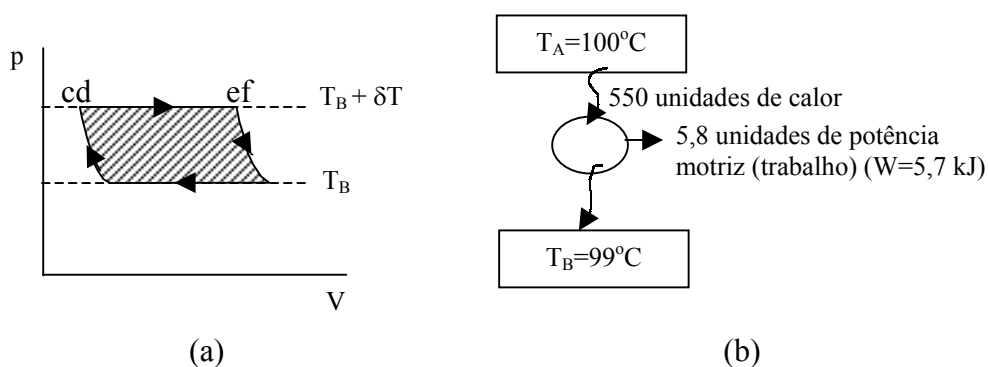 p
cd
ef
T_B + δT
T_B
V
(a)
T_A=100°C
550 unidades de calor
5,8 unidades de potência
motriz (trabalho) (W=5,7 kJ)
T_B=99°C
(b)